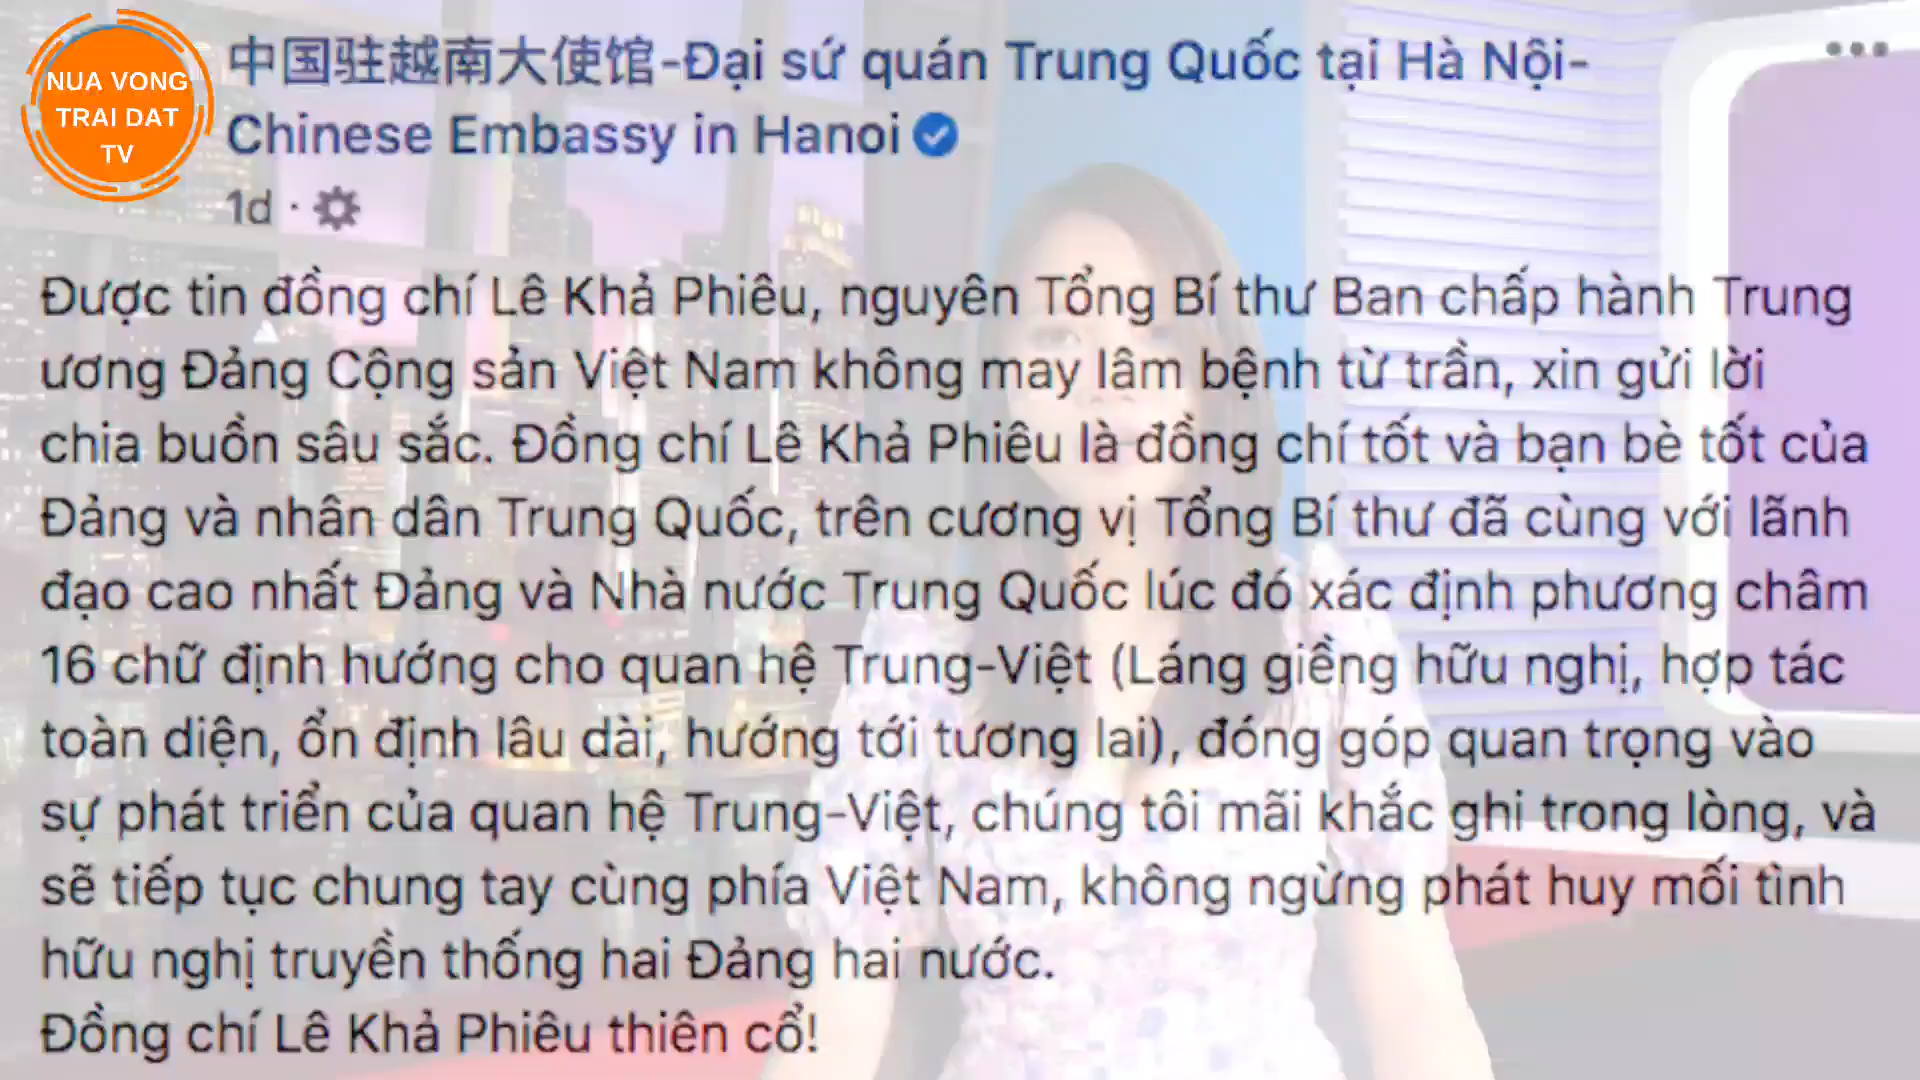 NUA VONG
TRAI DAT
TV
中国驻越南大使馆-Đại sứ quán Trung Quốc tại Hà Nội-
Chinese Embassy in Hanoi
1d ·
Được tin đồng chí Lê Khả Phiêu, nguyên Tổng Bí thư Ban chấp hành Trung
ương Đảng Cộng sản Việt Nam không may lâm bệnh từ trần, xin gửi lời
chia buồn sâu sắc. Đồng chí Lê Khả Phiêu là đồng chí tốt và bạn bè tốt của
Đảng và nhân dân Trung Quốc, trên cương vị Tổng Bí thư đã cùng với lãnh
đạo cao nhất Đảng và Nhà nước Trung Quốc lúc đó xác định phương châm
16 chữ định hướng cho quan hệ Trung-Việt (Láng giềng hữu nghị, hợp tác
toàn diện, ổn định lâu dài, hướng tới tương lai), đóng góp quan trọng vào
sự phát triển của quan hệ Trung-Việt, chúng tôi mãi khắc ghi trong lòng, và
sẽ tiếp tục chung tay cùng phía Việt Nam, không ngừng phát huy mối tình
hữu nghị truyền thống hai Đảng hai nước.
Đồng chí Lê Khả Phiêu thiên cổ!